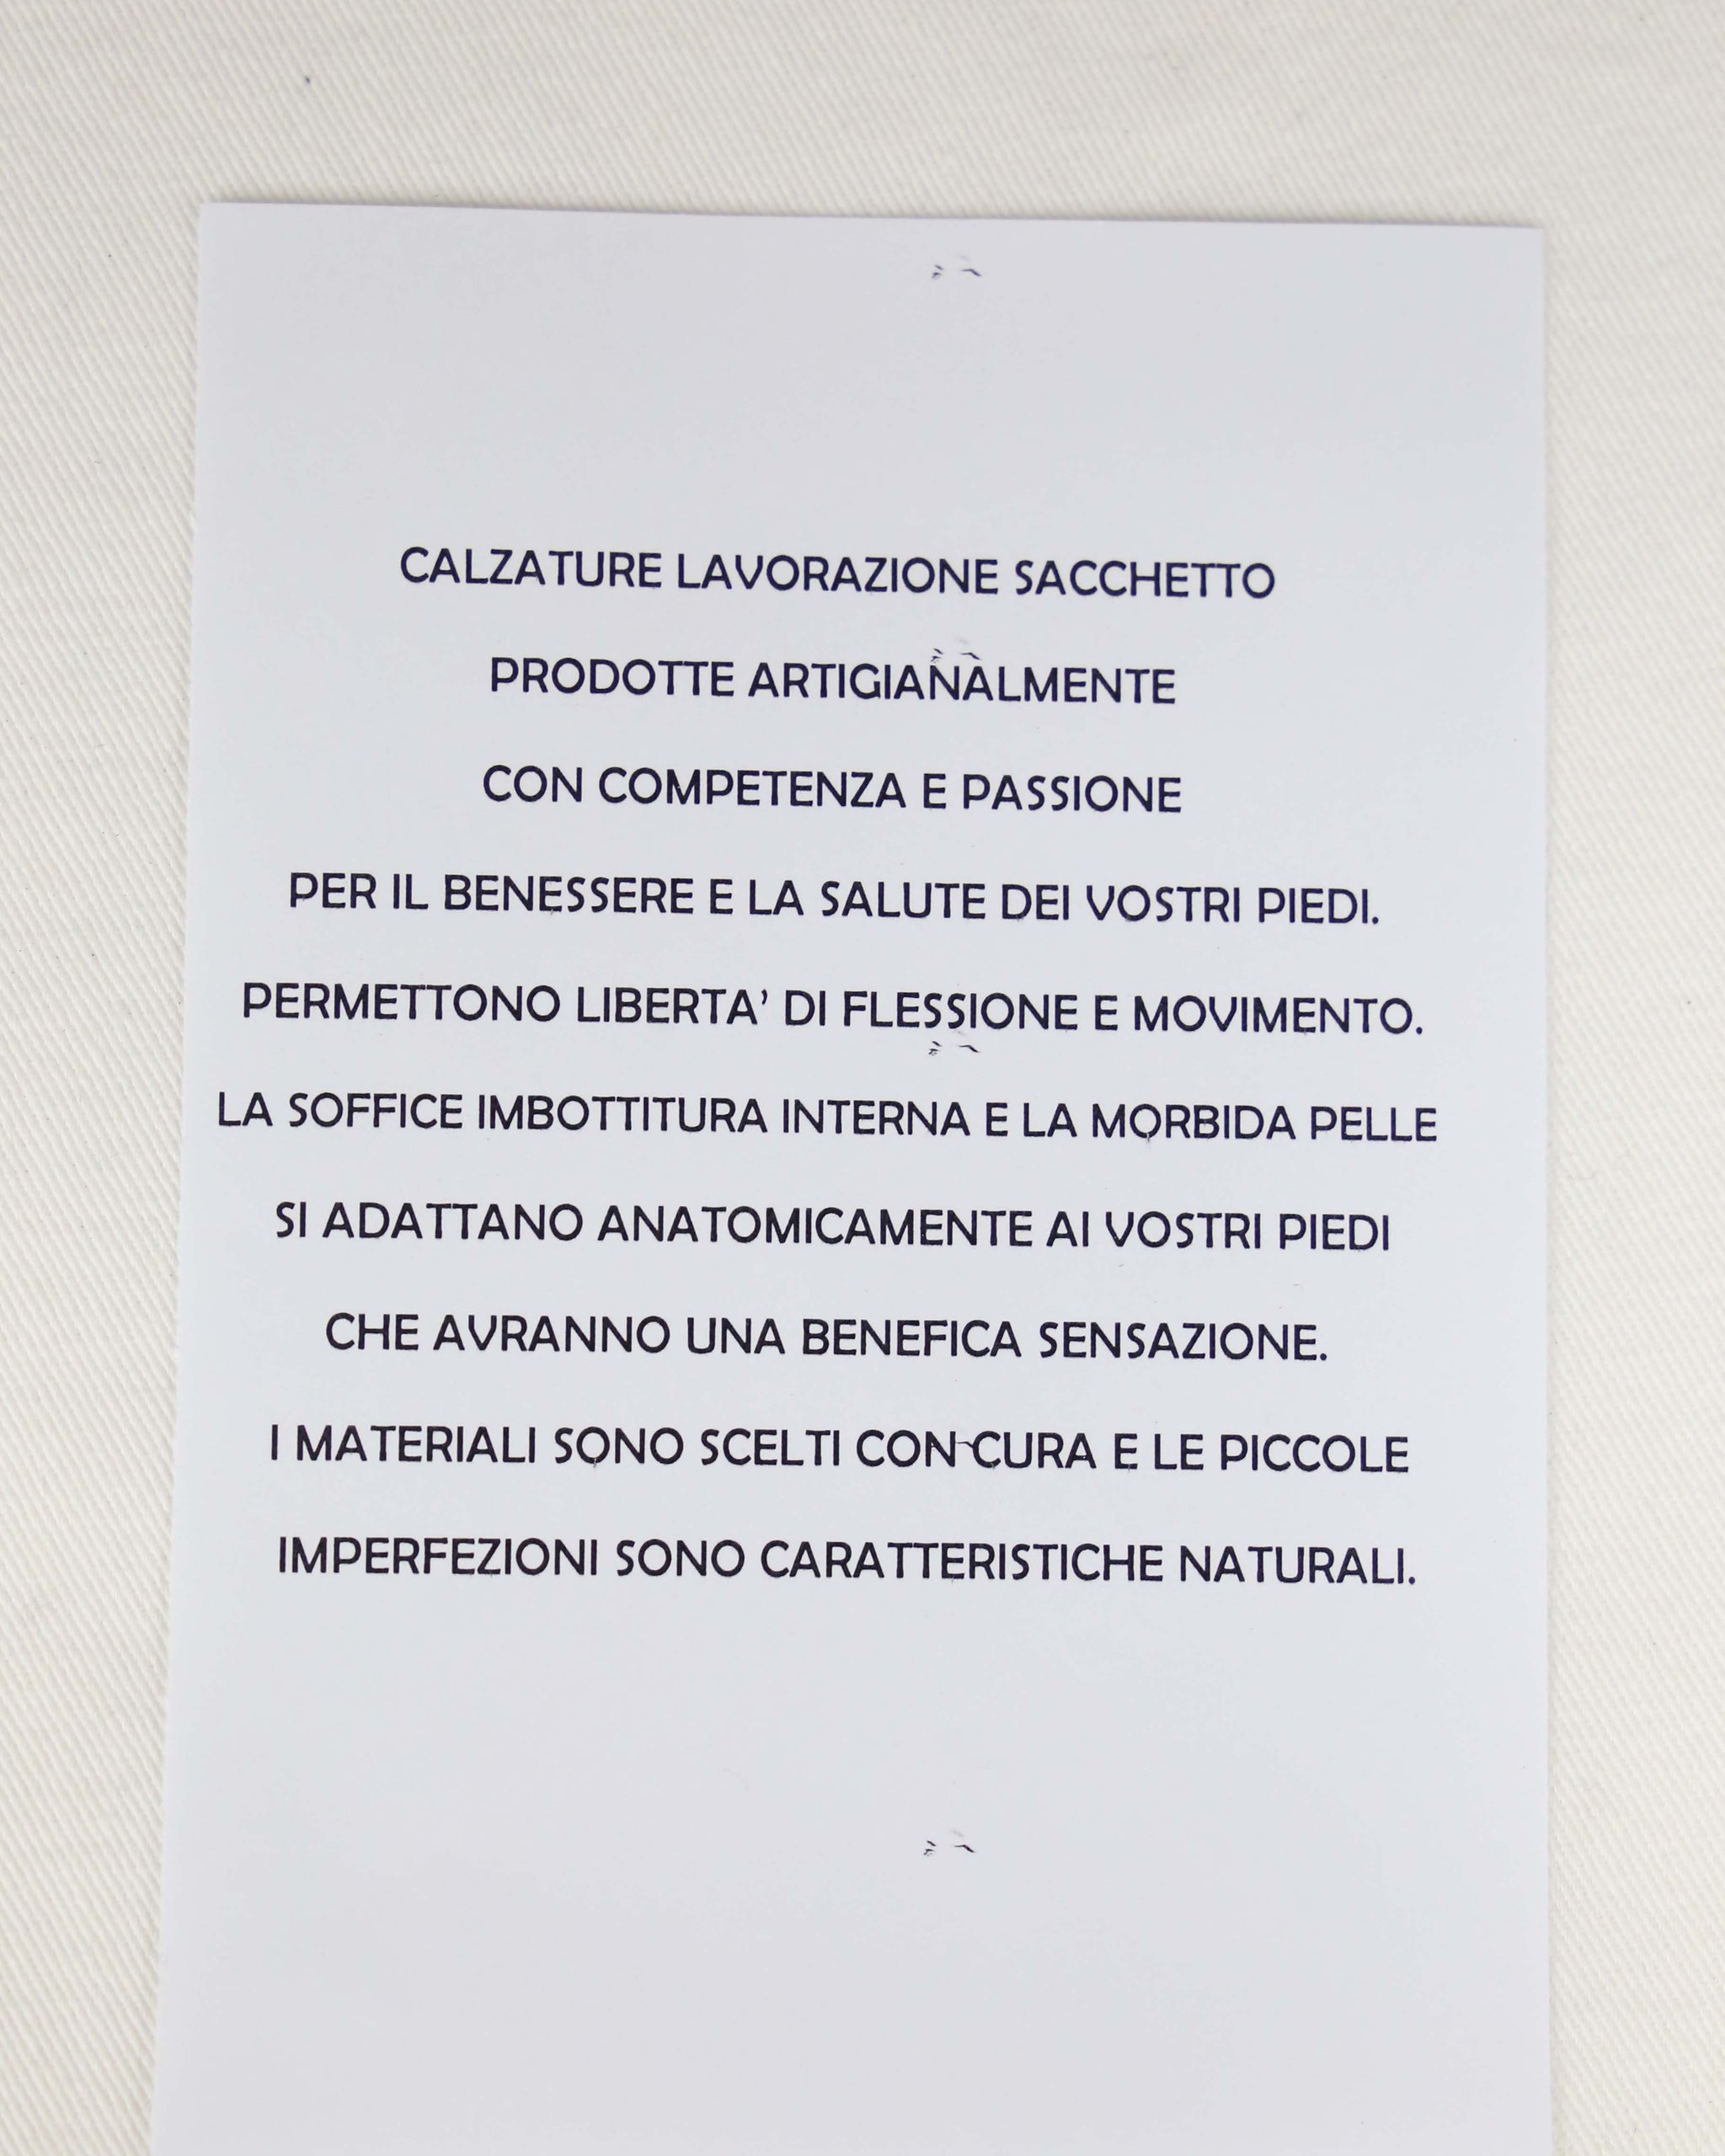 CALZATURE LAVORAZIONE SACCHETTO
PRODOTTE ARTIGIANALMENTE
CON COMPETENZA E PASSIONE
PER IL BENESSERE E LA SALUTE DEI VOSTRI PIEDI.
PERMETTONO LIBERTA' DI FLESSIONE E MOVIMENTO.
LA SOFFICE IMBOTTITURA INTERNA E LA MORBIDA PELLE
SI ADATTANO ANATOMICAMENTE AI VOSTRI PIEDI
CHE AVRANNO UNA BENEFICA SENSAZIONE.
I MATERIALI SONO SCELTI CON CURA E LE PICCOLE
IMPERFEZIONI SONO CARATTERISTICHE NATURALI.